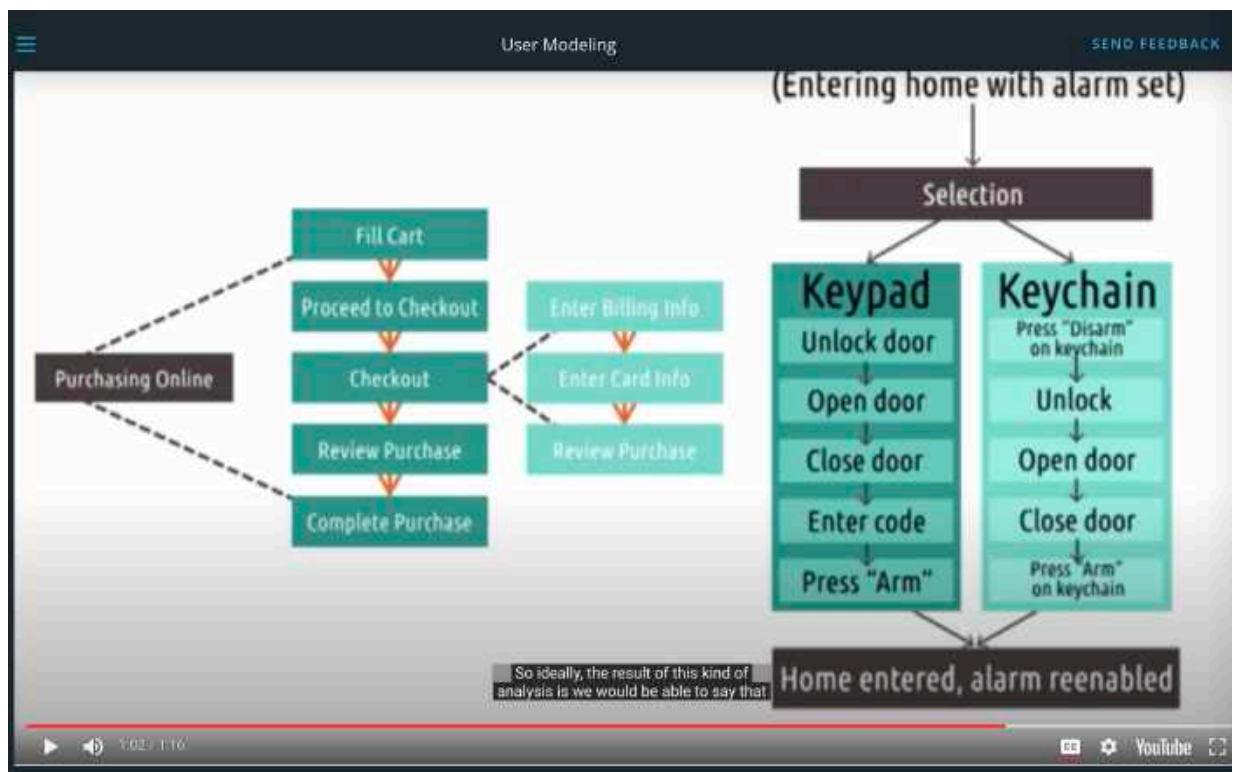 User Modeling
SEND FEEDBACK
(Entering home with alarm set)
Selection
Fill Cart
Proceed to Checkout
Checkout
Review Purchase
Complete Purchase
Purchasing Online
Enter Billing Info
Enter Card Info
Review Purchase
Keypad
Unlock door
Open door
Close door
Enter code
Press "Arm"
Keychain
Press "Disarm"
on keychain
Unlock
Open door
Close door
Press "Arm"
on keychain
Home entered, alarm reenabled
So ideally, the result of this kind of
analysis is we would be able to say that
1:02 / 1:16
CC
YouTube